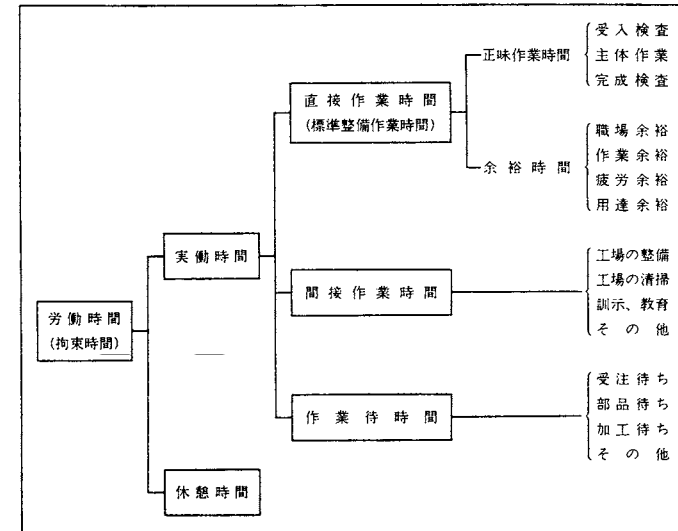 受入検査
正味作業時間
主体作業
完成検査
直接作業時間
(標準整備作業時間)
職場余裕
作業余裕
余裕時間
疲労余裕
用達余裕
実働時間
工場の整備
工場の清掃
間接作業時間
訓示、教育
その他
労働時間
(拘束時間)
受注待ち
部品待ち
作業待時間
加工待ち
その他
休憩時間